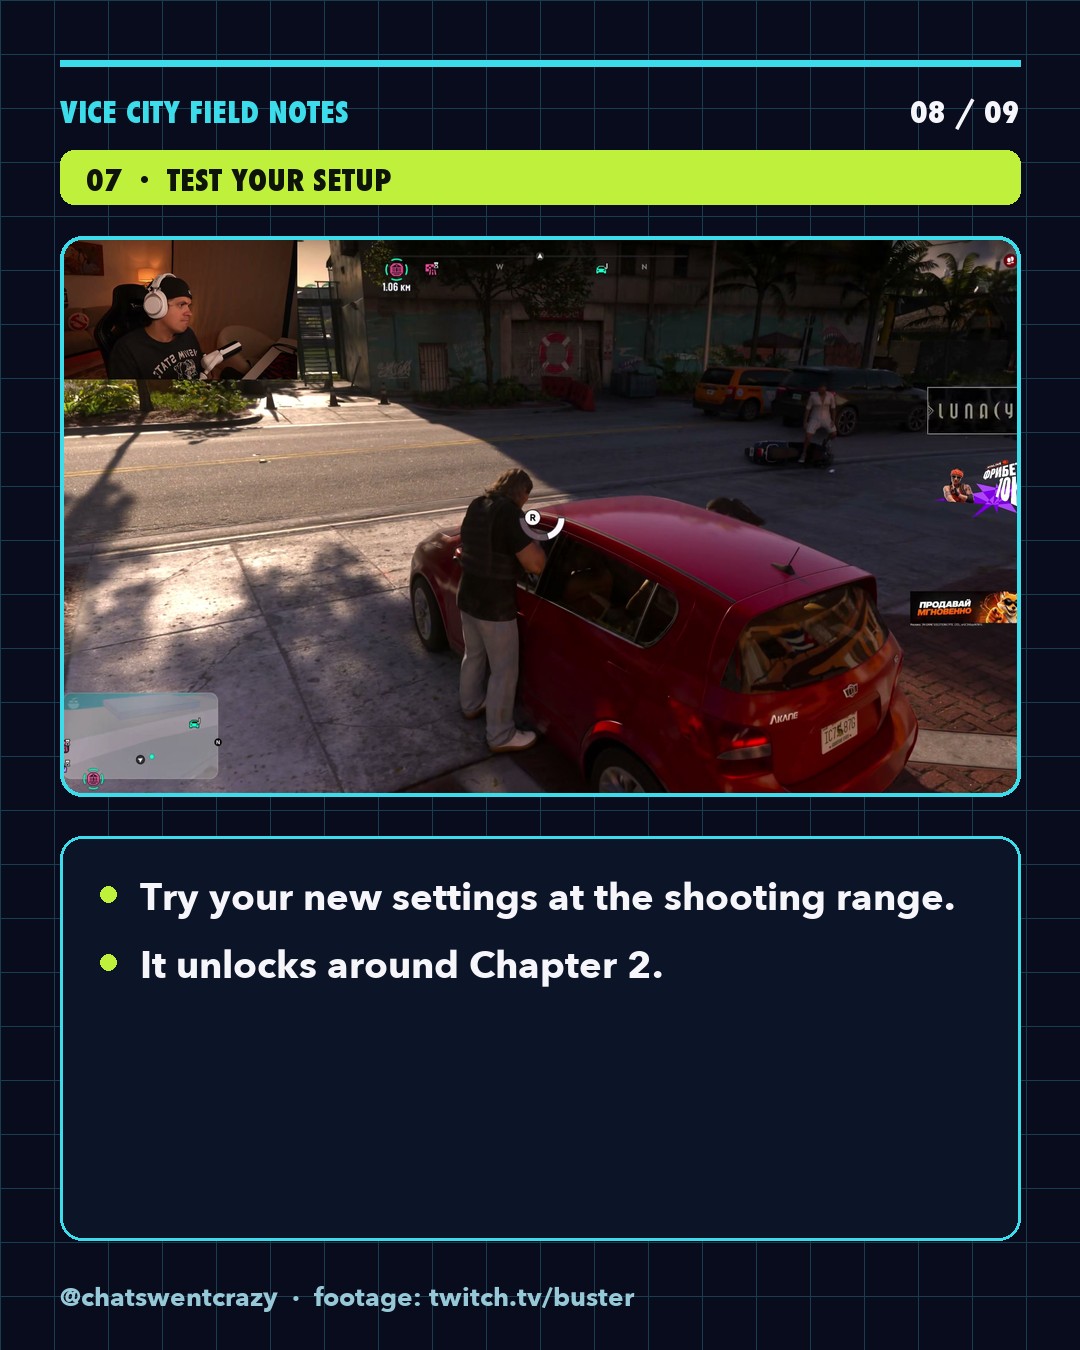 VICE CITY FIELD NOTES
08 / 09
07 · TEST YOUR SETUP
1.06 KM
W
N
LUNACY
R
ПРОДАВАЙ
МГНОВЕННО
AKANE
N
• Try your new settings at the shooting range.
• It unlocks around Chapter 2.
@chatswentcrazy · footage: twitch.tv/buster